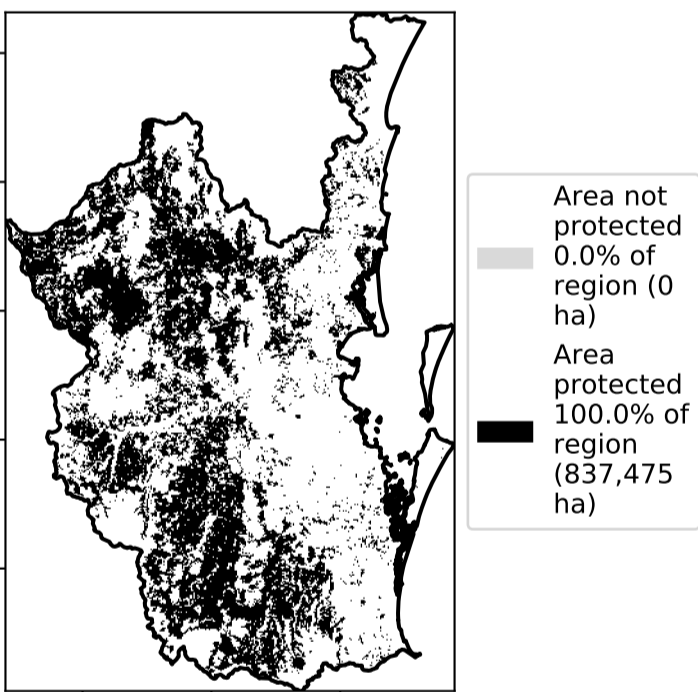 Area not
protected
0.0% of
region (0
ha)
Area
protected
100.0% of
region
(837,475
ha)